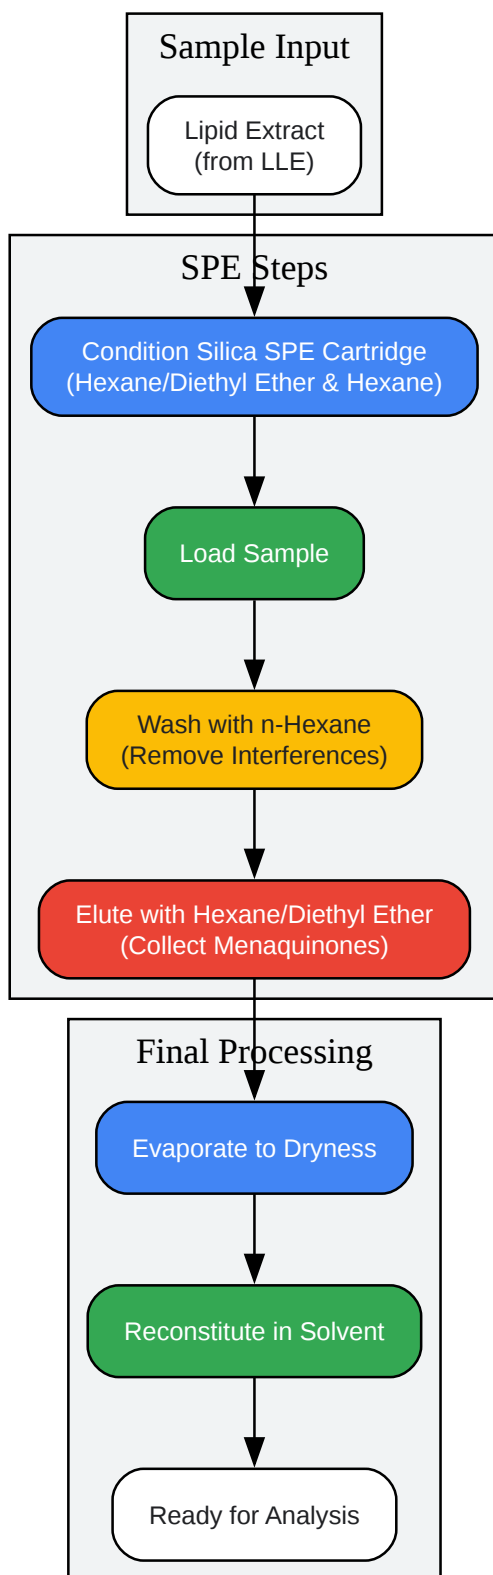 Sample Input
Lipid Extract
(from LLE)
SPE Steps
Condition Silica SPE Cartridge
(Hexane/Diethyl Ether & Hexane)
Load Sample
Wash with n-Hexane
(Remove Interferences)
Elute with Hexane/Diethyl Ether
(Collect Menaquinones)
Final Processing
Evaporate to Dryness
Reconstitute in Solvent
Ready for Analysis